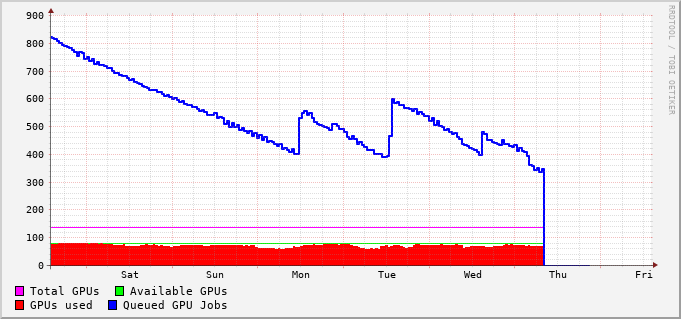 RRDTOOL / TOBI OETIKER
900
800
700
600
500
400
300
200
100
0
Sat Sun Mon Tue Wed Thu Fri
Total GPUs Available GPUs
GPUs used Queued GPU Jobs